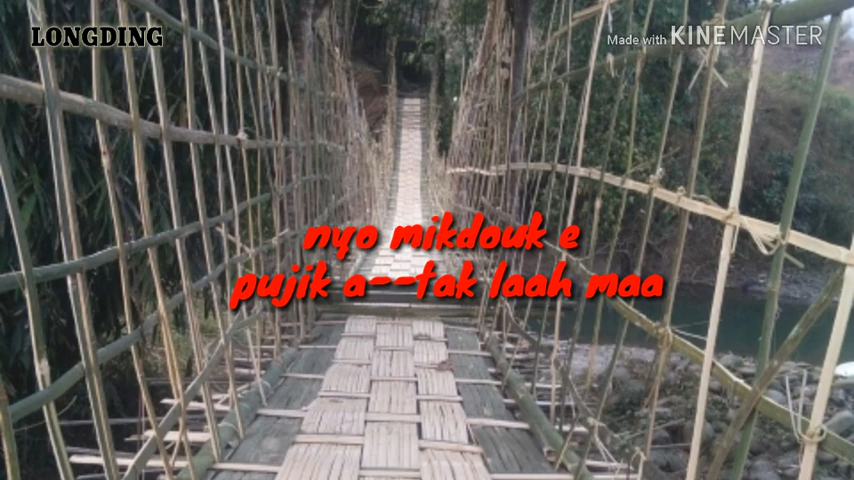 LONGDING
Made with KINEMASTER
nyo mikdouk e
pujik a--tak laah maa